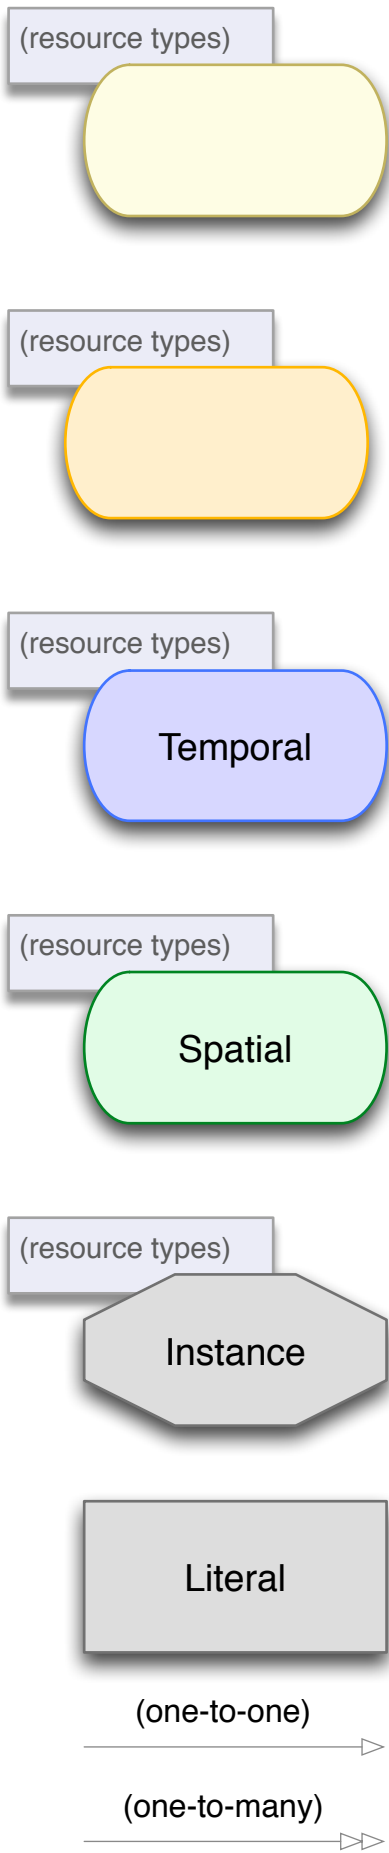 (resource types)
(resource types)
(resource types)
Temporal
(resource types)
Spatial
(resource types)
Instance
Literal
(one-to-one)
(one-to-many)